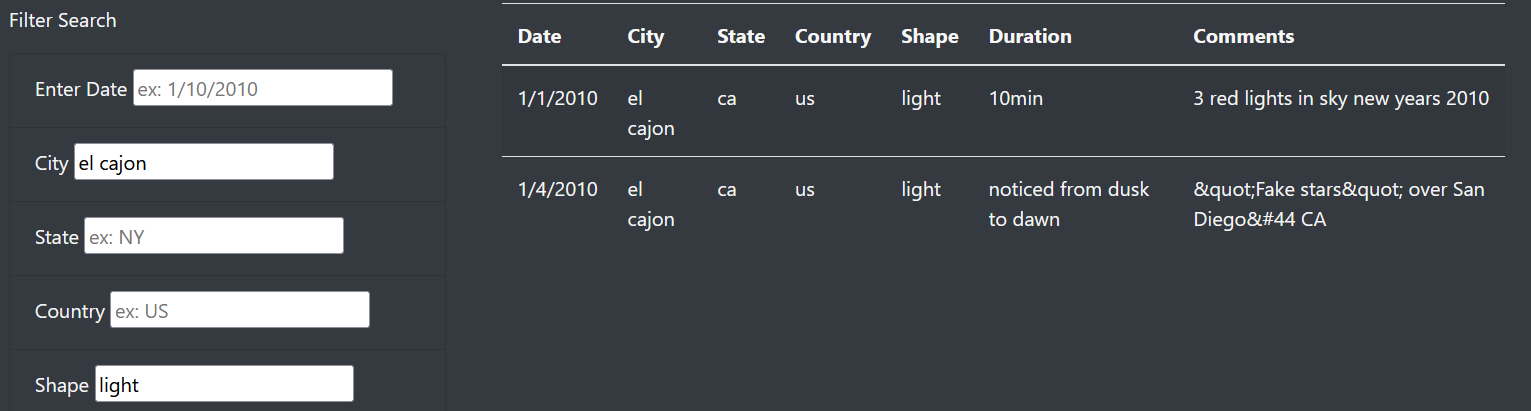 Filter Search
Enter Date ex: 1/10/2010
City el cajon
State ex: NY
Country ex: US
Shape light
Date City State Country Shape Duration Comments
1/1/2010 el ca us light 10min 3 red lights in sky new years 2010
cajon
1/4/2010 el ca us light noticed from dusk &quot;Fake stars&quot; over San
cajon to dawn Diego&#44 CA